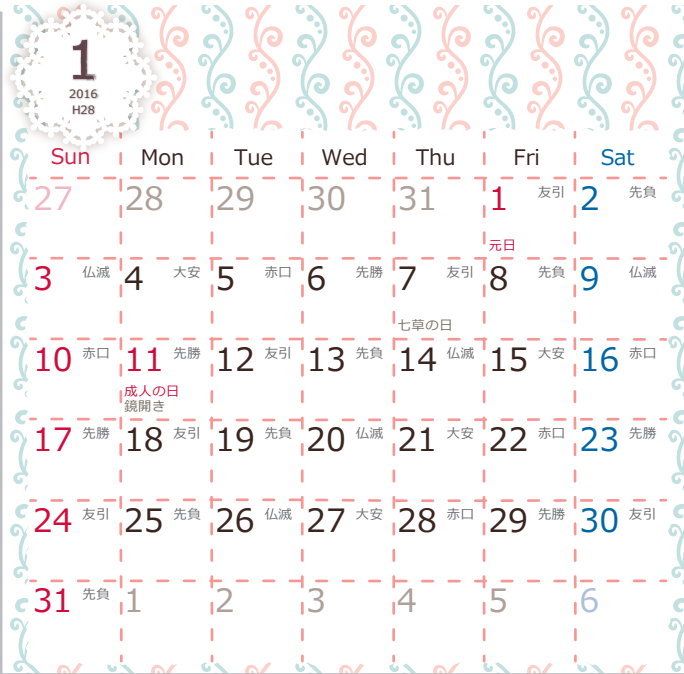 1
2016
H28
Sun Mon Tue Wed Thu Fri Sat
27 28 29 30 31 1 友引 2 先負
元日
3 仏滅 4 大安 5 赤口 6 先勝 7 友引 8 先負 9 仏滅
七草の日
10 赤口 11 先勝 12 友引 13 先負 14 仏滅 15 大安 16 赤口
成人の日
鏡開き
17 先勝 18 友引 19 先負 20 仏滅 21 大安 22 赤口 23 先勝
24 友引 25 先負 26 仏滅 27 大安 28 赤口 29 先勝 30 友引
31 先負 1 2 3 4 5 6